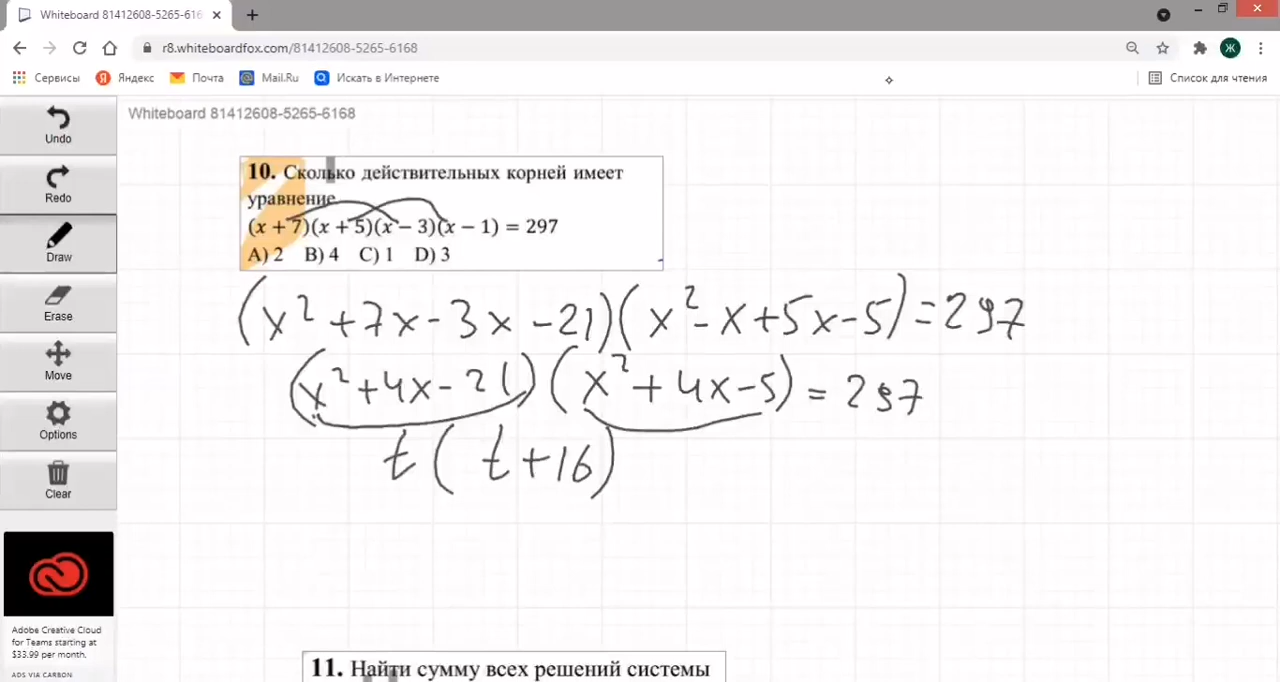 Whiteboard 81412608-5265-616
r8.whiteboardfox.com/81412608-5265-6168
Ж
Сервисы Яндекс Почта Mail.Ru Искать в Интернете Список для чтения
Whiteboard 81412608-5265-6168
Undo
Redo
Draw
Erase
Move
Options
Clear
10. Сколько действительных корней имеет
уравнение
(x + 7)(x + 5)(x − 3)(x − 1) = 297
A) 2 B) 4 C) 1 D) 3
(x² + 7x - 3x - 21)(x² - x + 5x - 5) = 297
(x² + 4x - 21)(x² + 4x - 5) = 297
t(t + 16)
Adobe Creative Cloud
for Teams starting at
$33.99 per month.
ADS VIA CARBON
11. Найти сумму всех решений системы